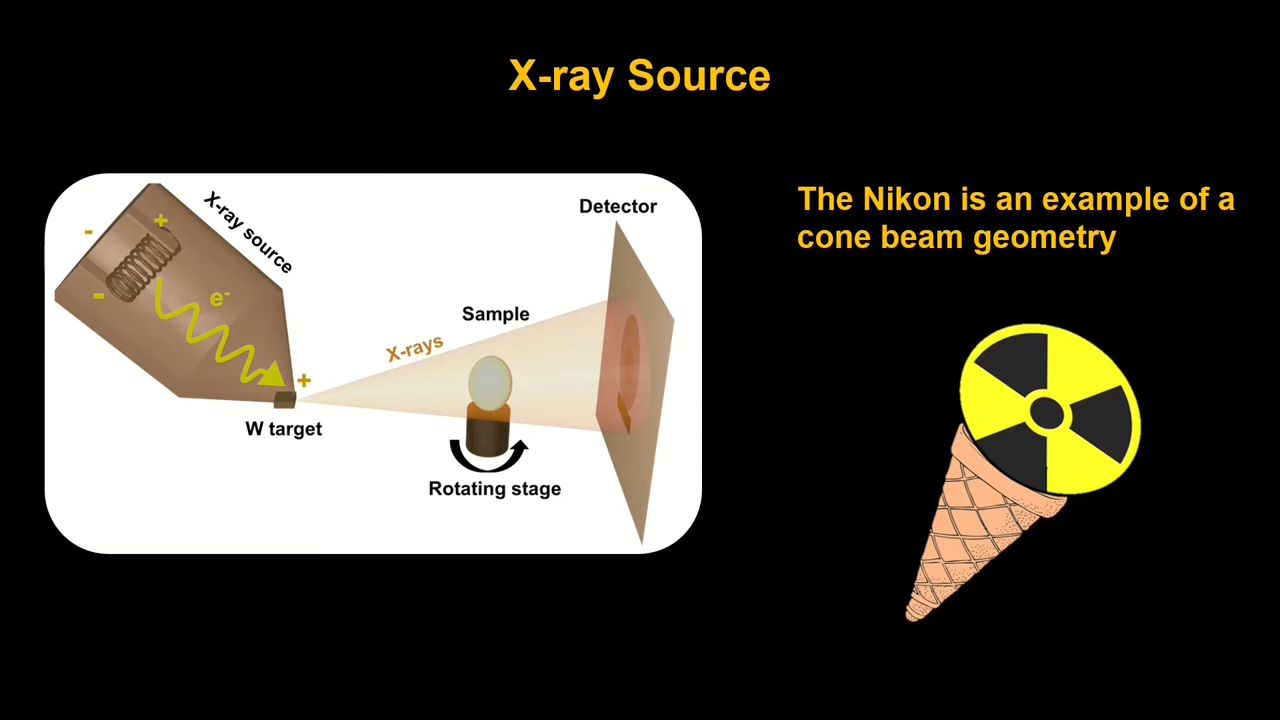 X-ray Source
The Nikon is an example of a
cone beam geometry
X-ray source
Detector
-
+
-
e-
Sample
X-rays
+
W target
Rotating stage